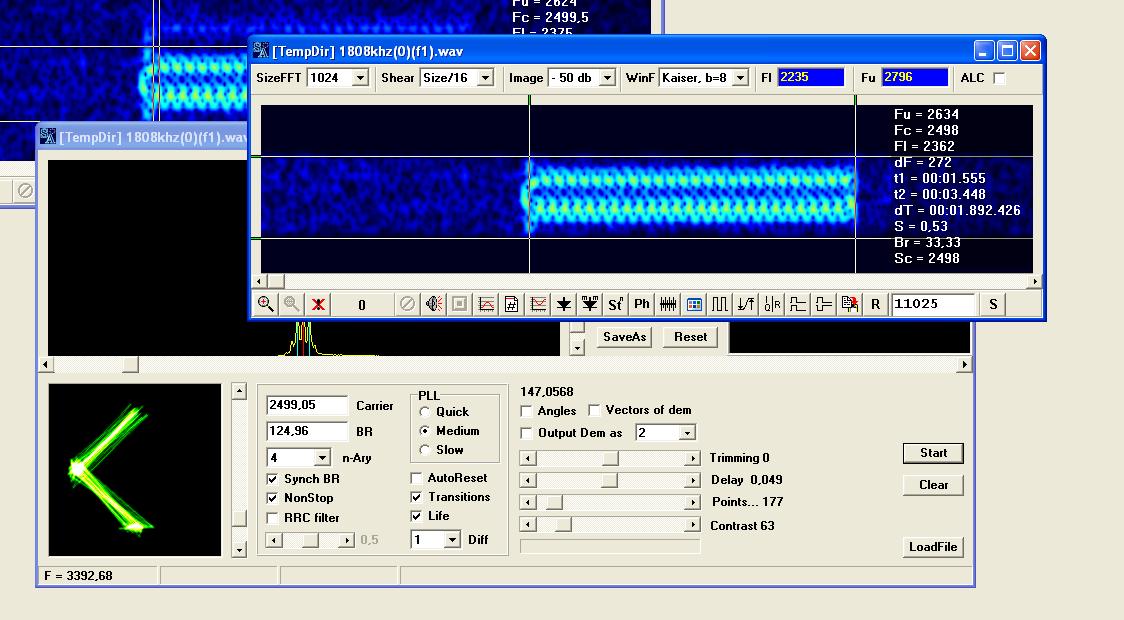 Fu = 2624
Fc = 2499,5
Fl = 2375
[TempDir] 1808khz(0)(f1).wav
SizeFFT 1024 Shear Size/16 Image - 50 db WinF Kaiser, b=8 Fl 2235 Fu 2796 ALC
Fu = 2634
Fc = 2498
Fl = 2362
dF = 272
t1 = 00:01.555
t2 = 00:03.448
dT = 00:01.892.426
S = 0,53
Br = 33,33
Sc = 2498
0 Sf Ph R 11025 S
[TempDir] 1808khz(0)(f1).wav
SaveAs Reset
2499,05 Carrier
124,96 BR
4 n-Ary
Synch BR
NonStop
RRC filter
0,5
PLL
Quick
Medium
Slow
AutoReset
Transitions
Life
1 Diff
147,0568
Angles Vectors of dem
Output Dem as 2
Trimming 0
Delay 0,049
Points... 177
Contrast 63
Start
Clear
LoadFile
F = 3392,68